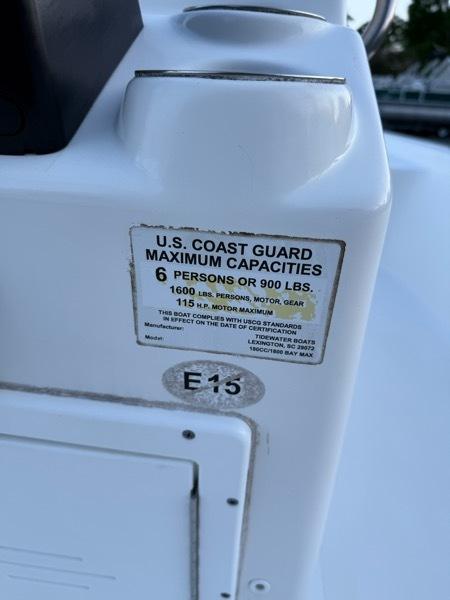 U.S. COAST GUARD
MAXIMUM CAPACITIES
6 PERSONS OR 900 LBS.
1600 LBS. PERSONS, MOTOR, GEAR
115 H.P. MOTOR MAXIMUM
THIS BOAT COMPLIES WITH USCG STANDARDS
IN EFFECT ON THE DATE OF CERTIFICATION
Manufacturer: TIDEWATER BOATS
LEXINGTON, SC 29072
Model: 180CC/1800 BAY MAX
E15